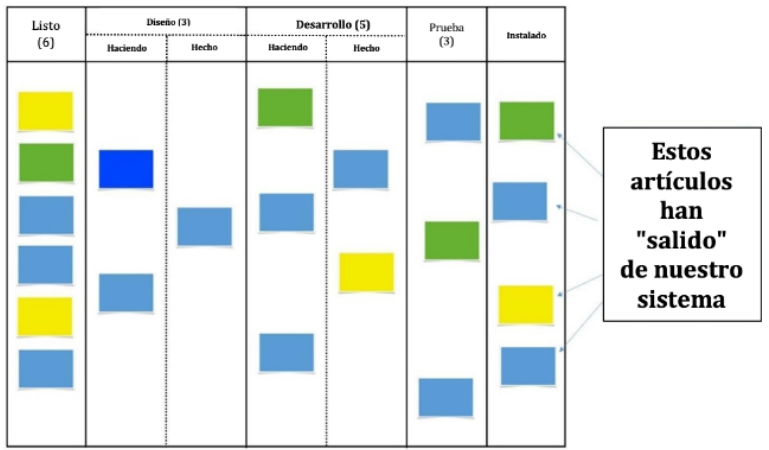 Listo
(6)
Diseño (3)
Desarrollo (5)
Prueba
(3)
Instalado
Haciendo
Hecho
Haciendo
Hecho
Estos
artículos
han
"salido"
de nuestro
sistema